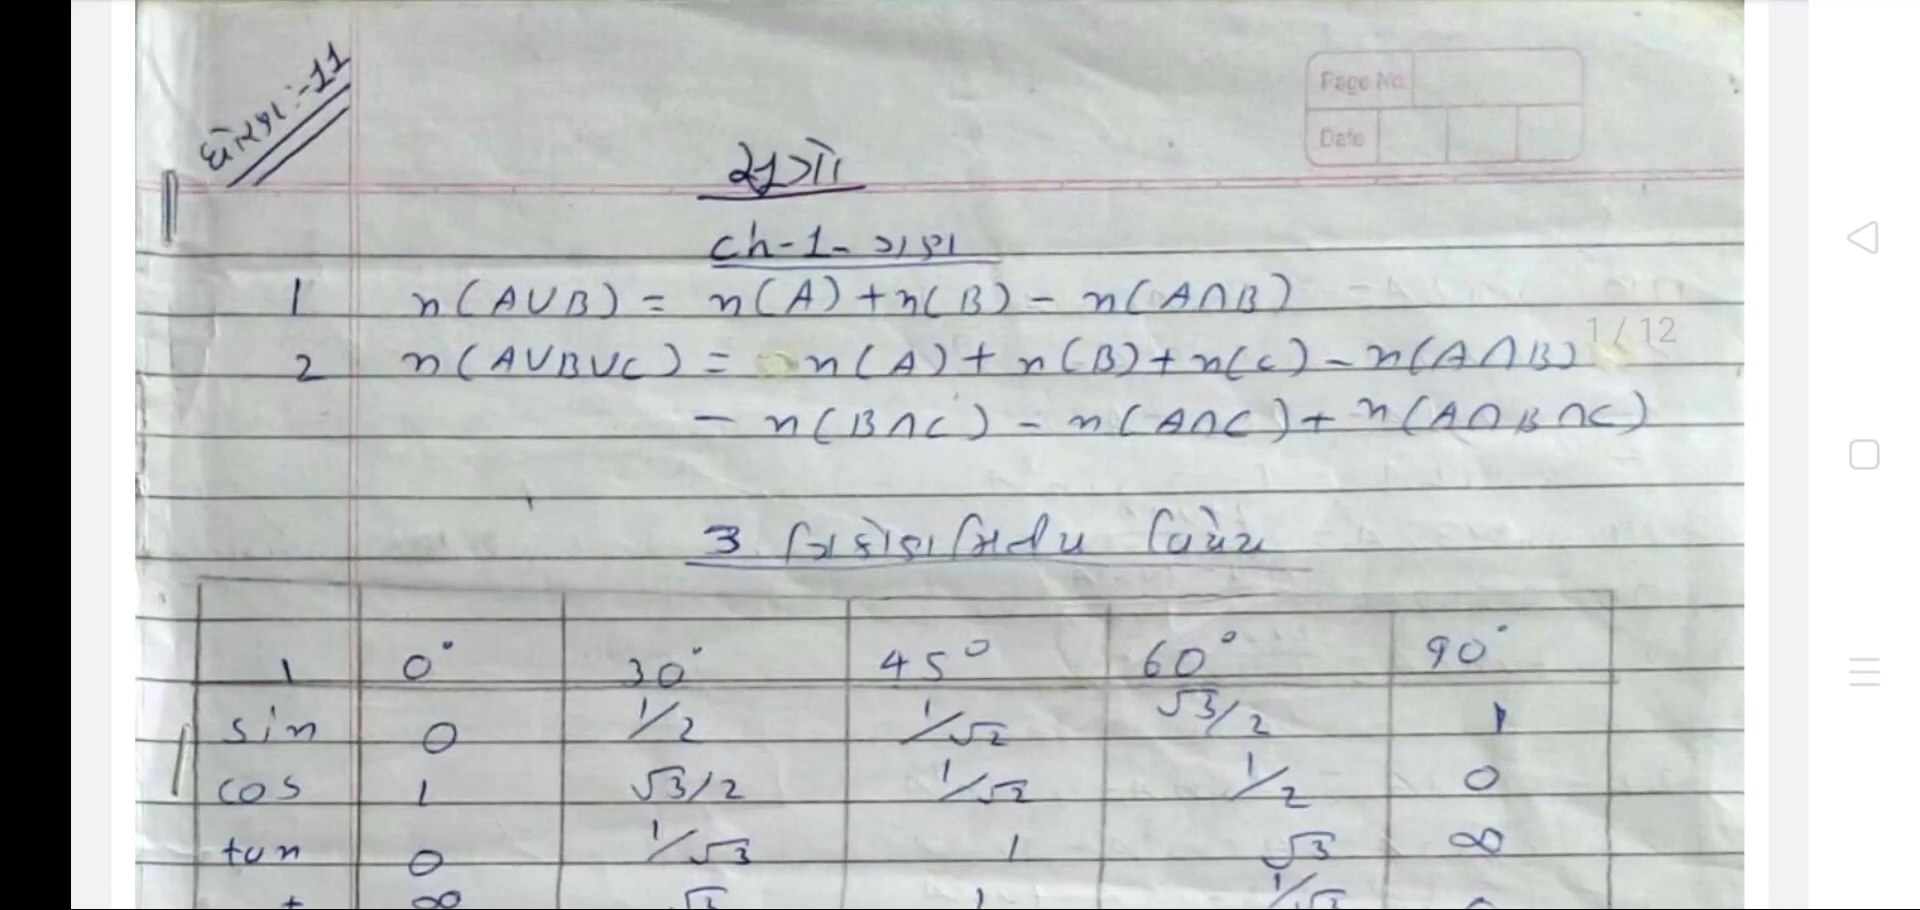 ધોરણ :- 11
Page No.
Date
સૂત્રો
Ch-1- ગણ
1 n(A∪B) = n(A) + n(B) - n(A∩B)
1 / 12
2 n(A∪B∪C) = n(A) + n(B) + n(C) - n(A∩B)
- n(B∩C) - n(A∩C) + n(A∩B∩C)
3. ત્રિકોણમિતીય વિધેય
1 0° 30° 45° 60° 90°
sin 0 1/2 1/√2 √3/2 1
cos 1 √3/2 1/√2 1/2 0
tan 0 1/√3 1 √3 ∞